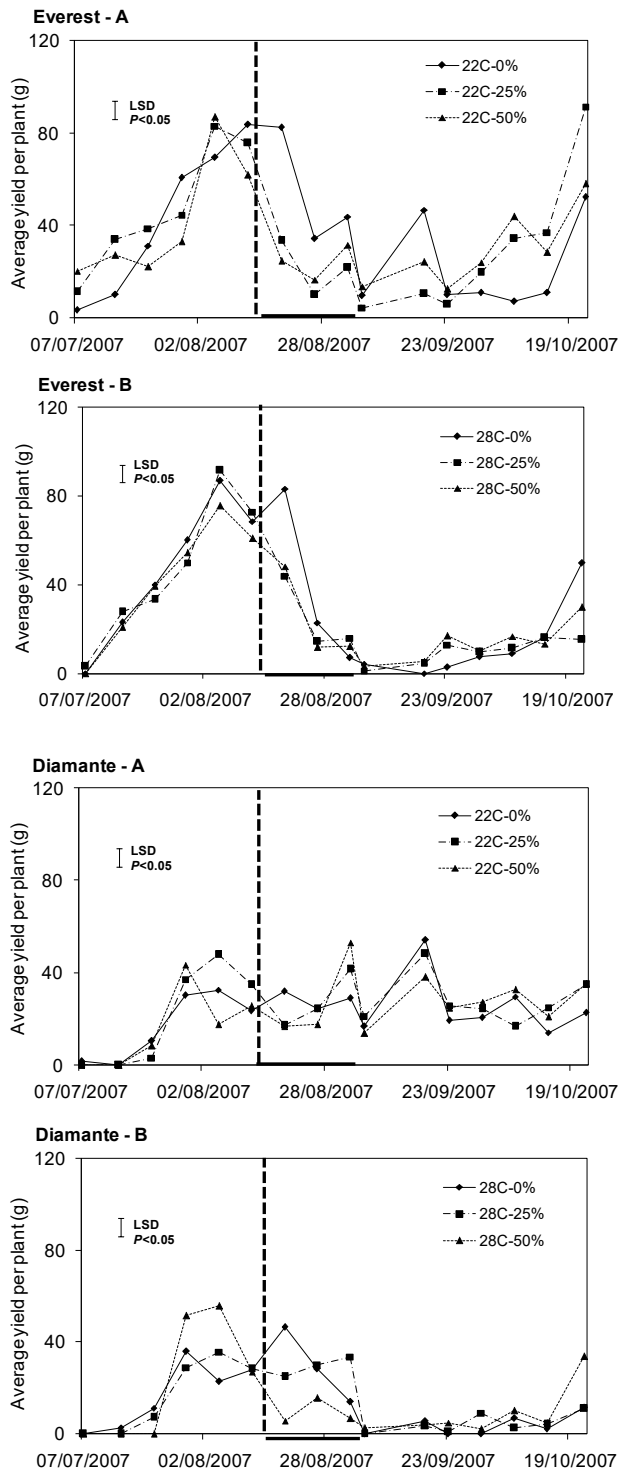 Everest - A
Average yield per plant (g)
120
80
40
0
LSD
P<0.05
22C-0%
22C-25%
22C-50%
07/07/2007 02/08/2007 28/08/2007 23/09/2007 19/10/2007
Everest - B
Average yield per plant (g)
120
80
40
0
LSD
P<0.05
28C-0%
28C-25%
28C-50%
07/07/2007 02/08/2007 28/08/2007 23/09/2007 19/10/2007
Diamante - A
Average yield per plant (g)
120
80
40
0
LSD
P<0.05
22C-0%
22C-25%
22C-50%
07/07/2007 02/08/2007 28/08/2007 23/09/2007 19/10/2007
Diamante - B
Average yield per plant (g)
120
80
40
0
LSD
P<0.05
28C-0%
28C-25%
28C-50%
07/07/2007 02/08/2007 28/08/2007 23/09/2007 19/10/2007